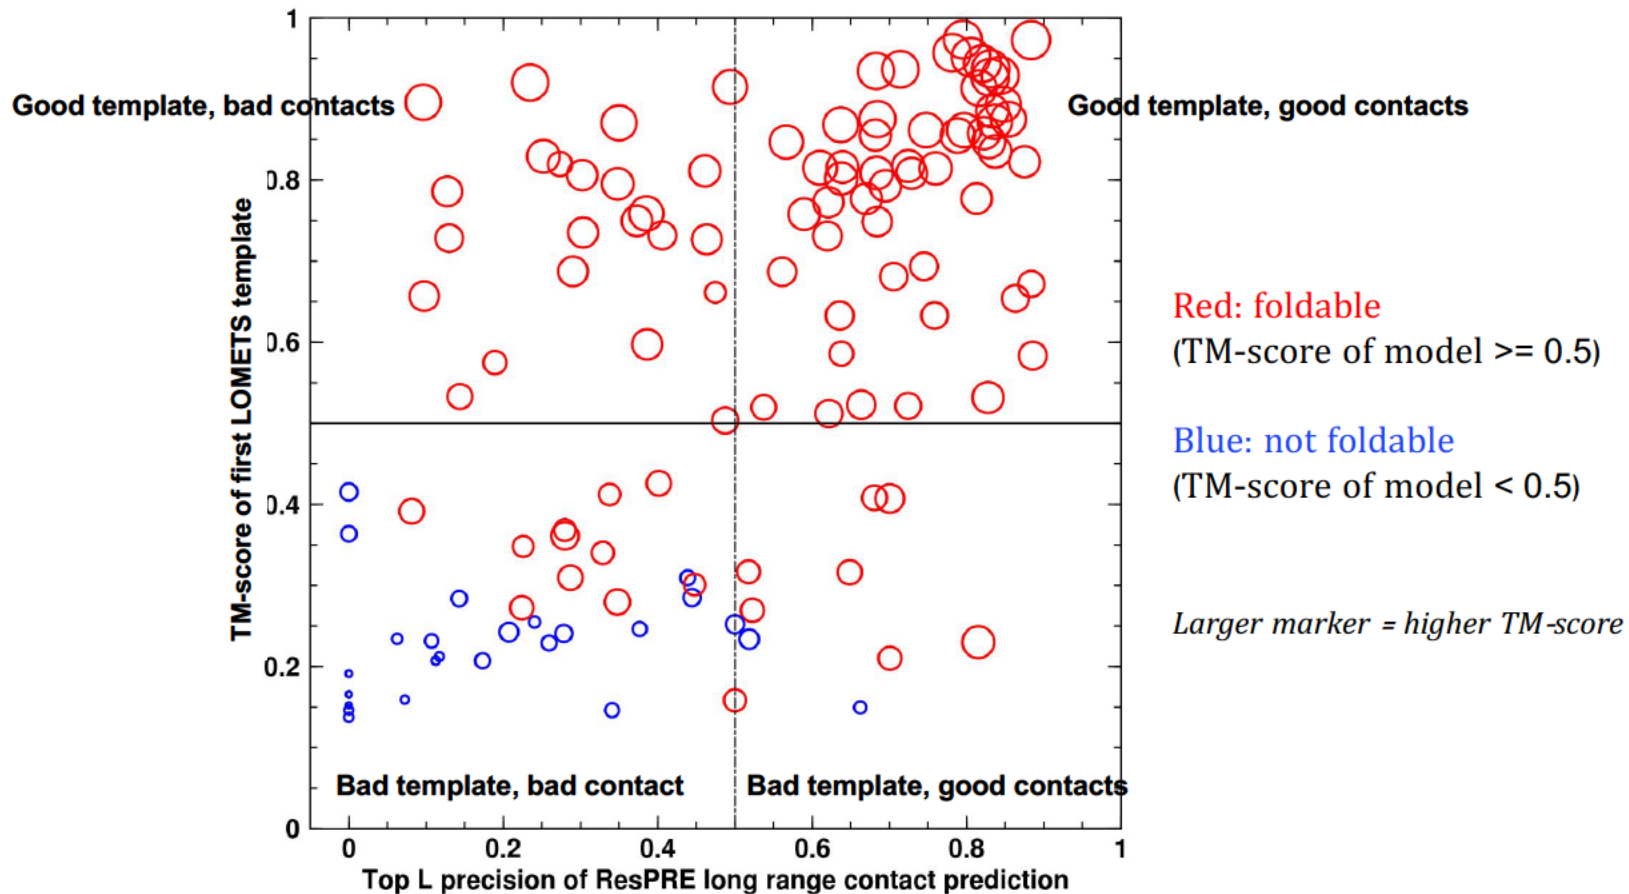 1
Good template, bad contacts
Good template, good contacts
0.8
TM-score of first LOMETS template
Red: foldable
(TM-score of model >= 0.5)
0.6
Blue: not foldable
(TM-score of model < 0.5)
0.4
Larger marker = higher TM-score
0.2
Bad template, bad contact
Bad template, good contacts
0
0 0.2 0.4 0.6 0.8 1
Top L precision of ResPRE long range contact prediction